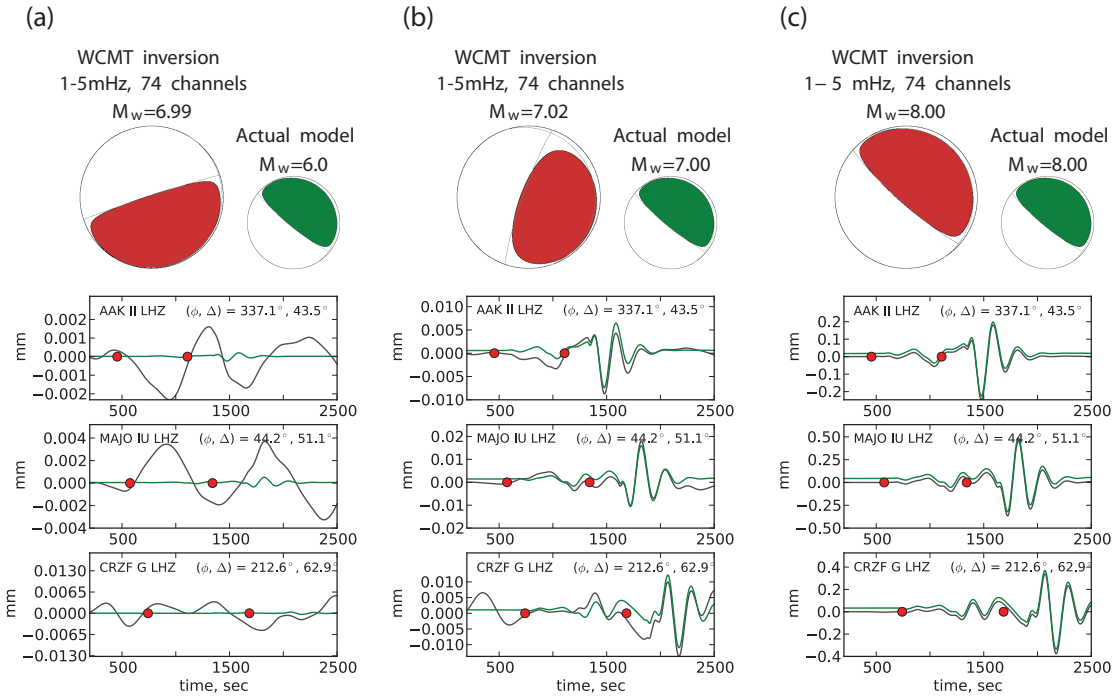 (a)
WCMT inversion
1-5mHz, 74 channels
Mw=6.99
Actual model
Mw=6.0
AAK II LHZ (ϕ, Δ) = 337.1°, 43.5°
0.002
0.001
0.000
−0.001
−0.002
mm
500 1500 2500
MAJO IU LHZ (ϕ, Δ) = 44.2°, 51.1°
0.004
0.002
0.000
−0.002
−0.004
mm
500 1500 2500
CRZF G LHZ (ϕ, Δ) = 212.6°, 62.9°
0.0130
0.0065
0.0000
−0.0065
−0.0130
mm
500 1500 2500
time, sec
(b)
WCMT inversion
1-5mHz, 74 channels
Mw=7.02
Actual model
Mw=7.00
AAK II LHZ (ϕ, Δ) = 337.1°, 43.5°
0.010
0.005
0.000
−0.005
−0.010
mm
500 1500 2500
MAJO IU LHZ (ϕ, Δ) = 44.2°, 51.1°
0.02
0.01
0.00
−0.01
−0.02
mm
500 1500 2500
CRZF G LHZ (ϕ, Δ) = 212.6°, 62.9°
0.010
0.005
0.000
−0.005
−0.010
mm
500 1500 2500
time, sec
(c)
WCMT inversion
1− 5 mHz, 74 channels
Mw=8.00
Actual model
Mw=8.00
AAK II LHZ (ϕ, Δ) = 337.1°, 43.5°
0.2
0.1
0.0
−0.1
−0.2
mm
500 1500 2500
MAJO IU LHZ (ϕ, Δ) = 44.2°, 51.1°
0.50
0.25
0.00
−0.25
−0.50
mm
500 1500 2500
CRZF G LHZ (ϕ, Δ) = 212.6°, 62.9°
0.4
0.2
0.0
−0.2
−0.4
mm
500 1500 2500
time, sec